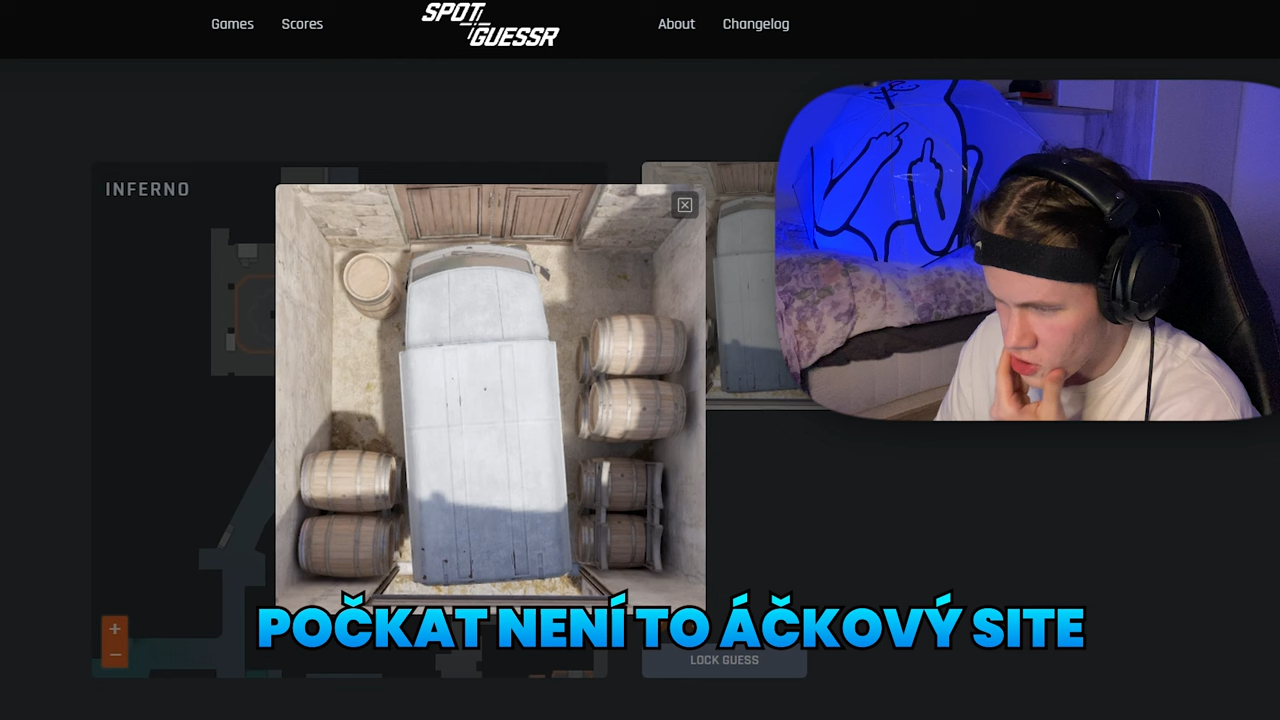 Games
Scores
SPOT
GUESSR
About
Changelog
INFERNO
+
−
POČKAT NENÍ TO ÁČKOVÝ SITE
LOCK GUESS